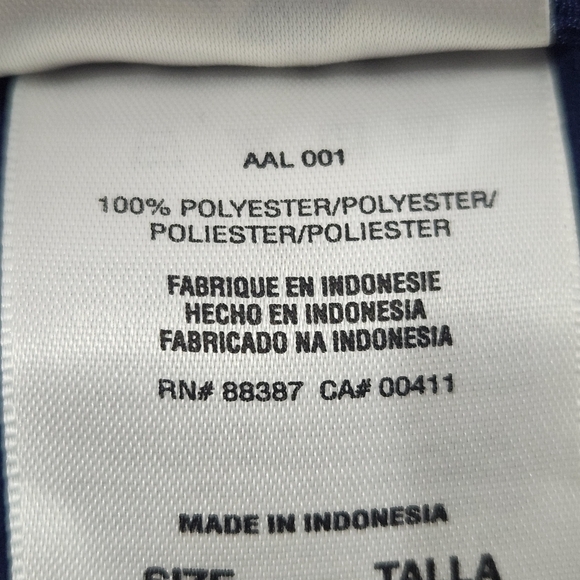 AAL 001
100% POLYESTER/POLYESTER/
POLIESTER/POLIESTER
FABRIQUE EN INDONESIE
HECHO EN INDONESIA
FABRICADO NA INDONESIA
RN# 88387 CA# 00411
MADE IN INDONESIA
SIZE TALLA